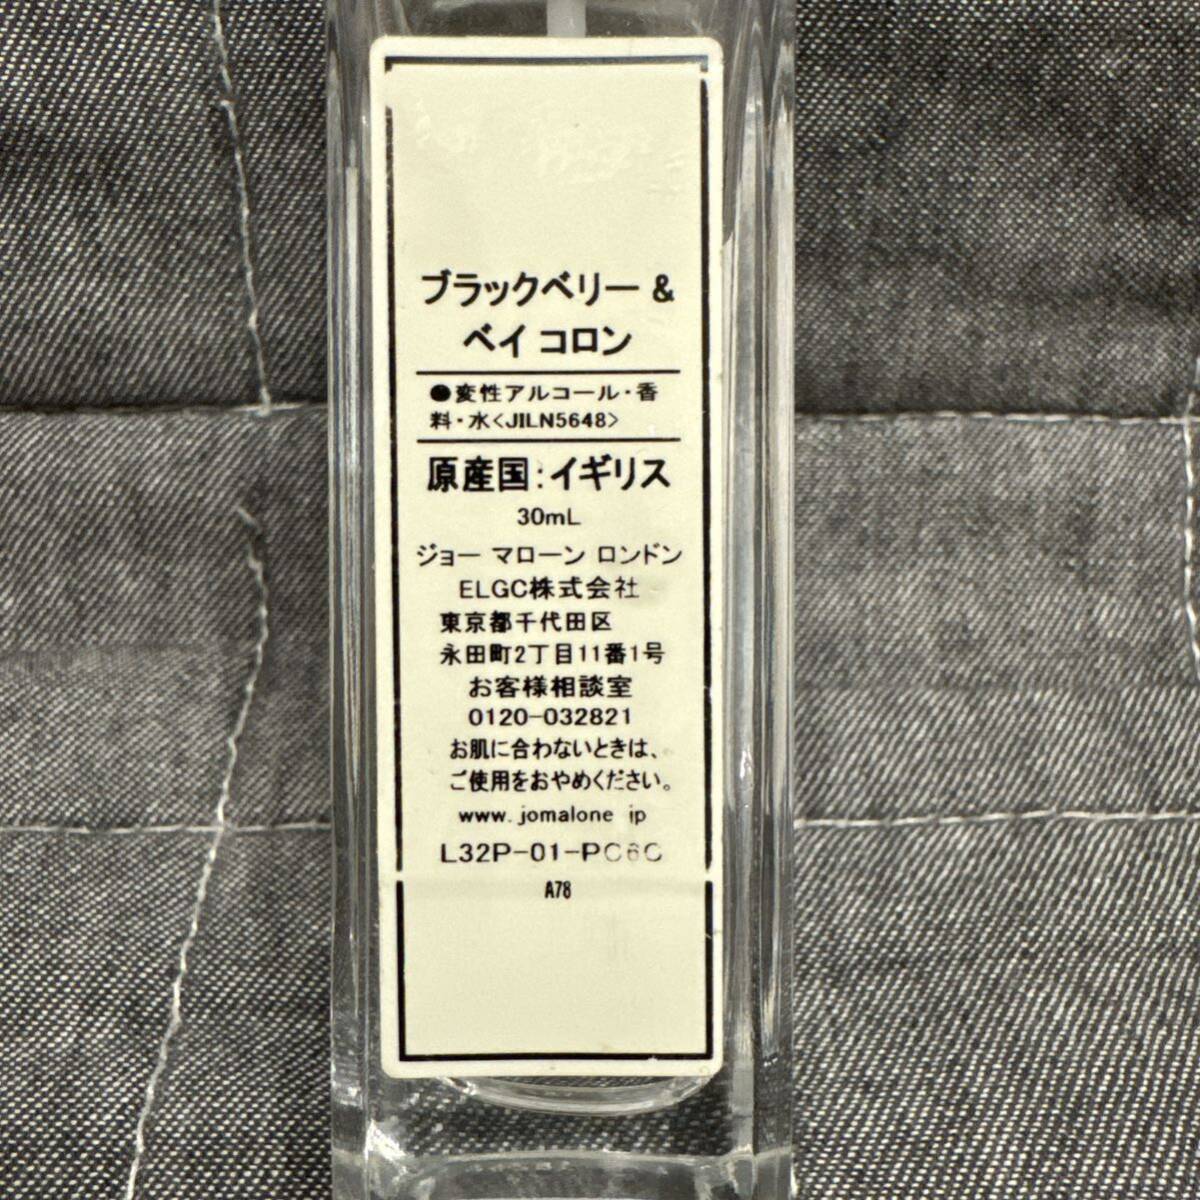 ブラックベリー &
ベイ コロン
●変性アルコール・香
料・水<JILN5648>
原産国:イギリス
30mL
ジョー マローン ロンドン
ELGC株式会社
東京都千代田区
永田町2丁目11番1号
お客様相談室
0120-032821
お肌に合わないときは、
ご使用をおやめください。
www.jomalone jp
L32P-01-PC6C
A78